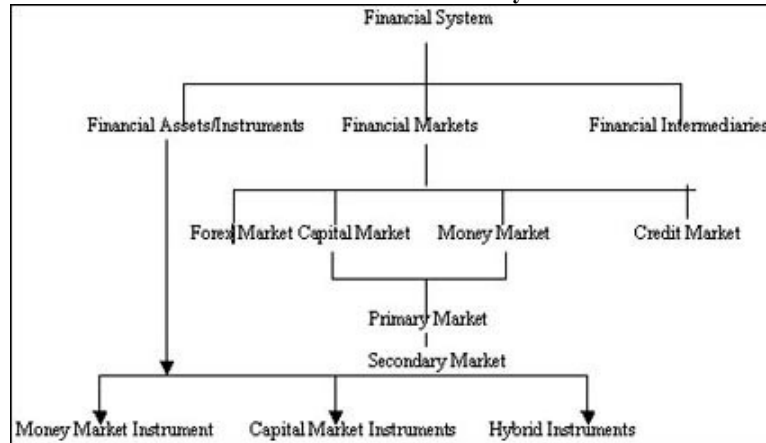 Financial System
Financial Assets/Instruments Financial Markets Financial Intermediaries
Forex Market Capital Market Money Market Credit Market
Primary Market
Secondary Market
Money Market Instrument Capital Market Instruments Hybrid Instruments